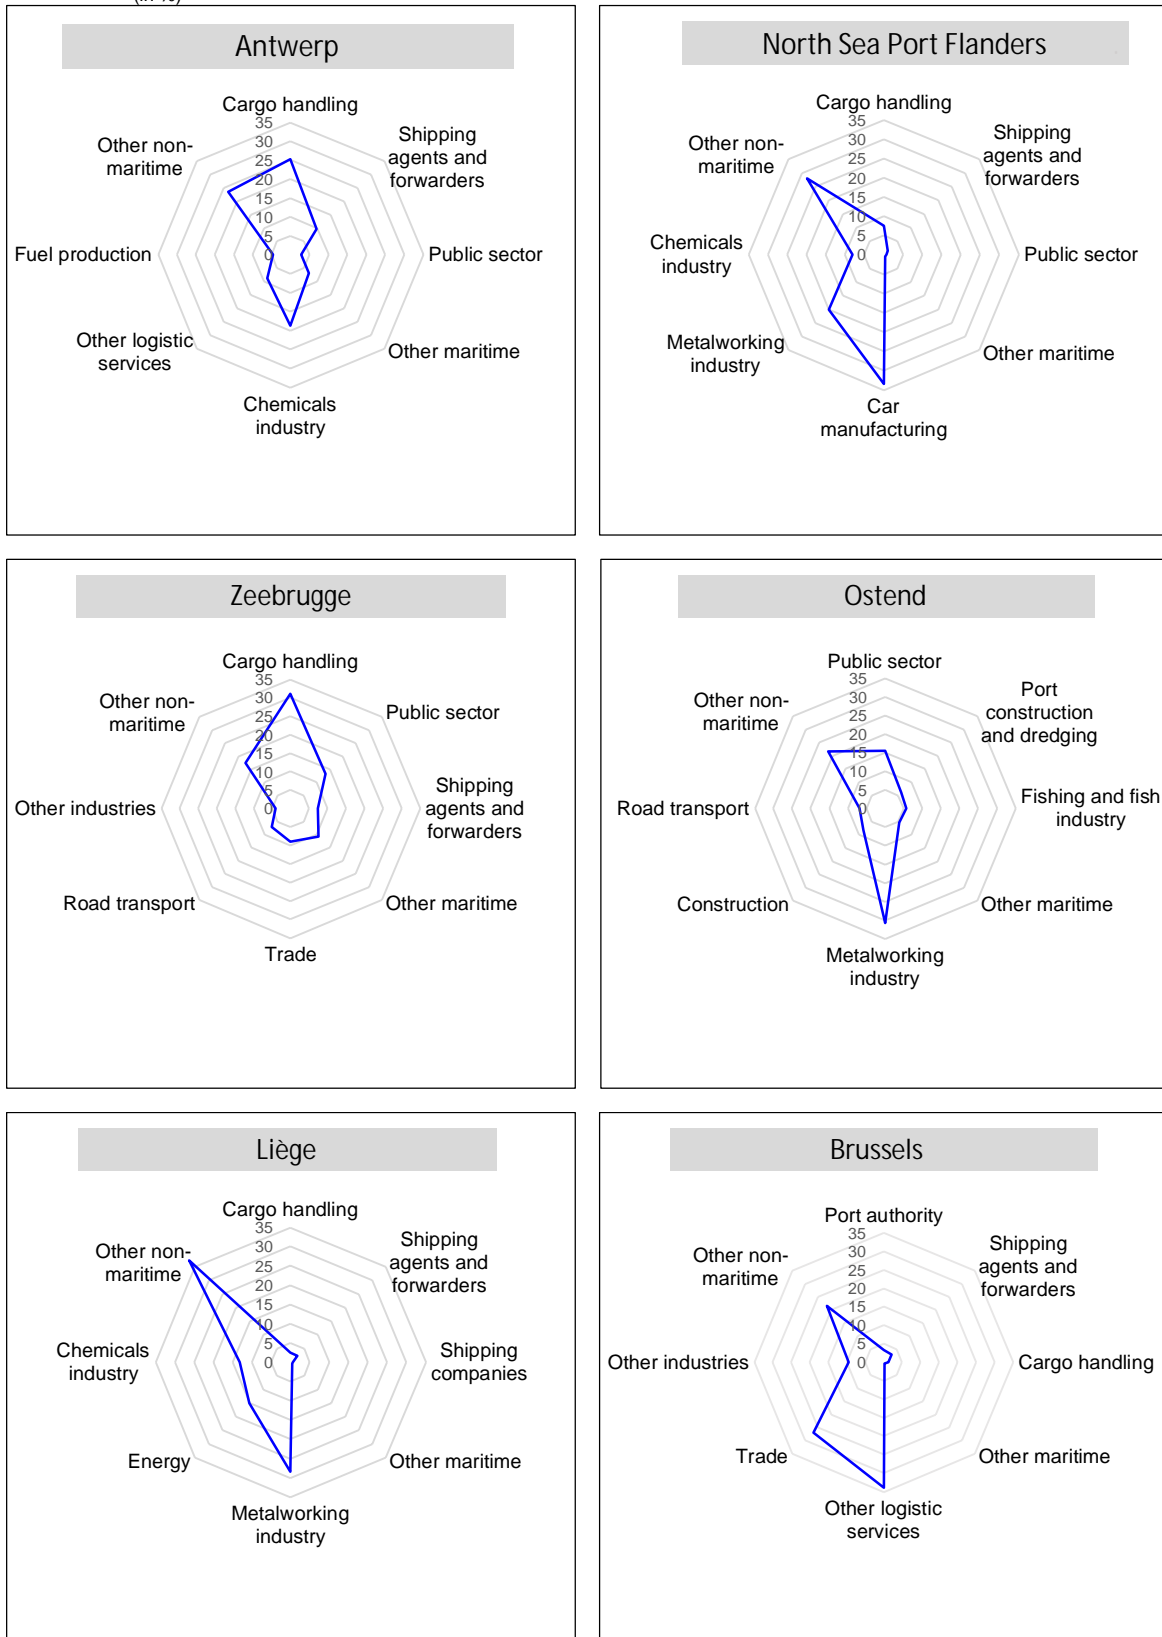 (in %)
Antwerp
Cargo handling
Shipping
agents and
forwarders
Public sector
Other maritime
Chemicals
industry
Other logistic
services
Fuel production
Other non-
maritime
35
30
25
20
15
10
5
0
North Sea Port Flanders
Cargo handling
Shipping
agents and
forwarders
Public sector
Other maritime
Car
manufacturing
Metalworking
industry
Chemicals
industry
Other non-
maritime
35
30
25
20
15
10
5
0
Zeebrugge
Cargo handling
Public sector
Shipping
agents and
forwarders
Other maritime
Trade
Road transport
Other industries
Other non-
maritime
35
30
25
20
15
10
5
0
Ostend
Public sector
Port
construction
and dredging
Fishing and fish
industry
Other maritime
Metalworking
industry
Construction
Road transport
Other non-
maritime
35
30
25
20
15
10
5
0
Liège
Cargo handling
Shipping
agents and
forwarders
Shipping
companies
Other maritime
Metalworking
industry
Energy
Chemicals
industry
Other non-
maritime
35
30
25
20
15
10
5
0
Brussels
Port authority
Shipping
agents and
forwarders
Cargo handling
Other maritime
Other logistic
services
Trade
Other industries
Other non-
maritime
35
30
25
20
15
10
5
0